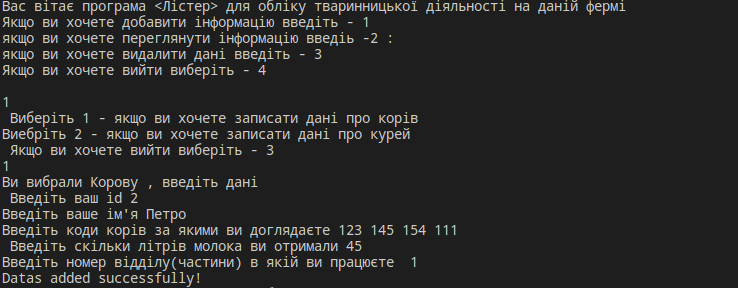 Вас вітає програма <Лістер> для обліку тваринницької діяльності на даній фермі
Якщо ви хочете добавити інформацію введіть - 1
якщо ви хочете переглянути інформацію введіь -2 :
якщо ви хочете видалити дані введіть - 3
Якщо ви хочете вийти виберіть - 4
1
Виберіть 1 - якщо ви хочете записати дані про корів
Виебріть 2 - якщо ви хочете записати дані про курей
Якщо ви хочете вийти виберіть - 3
1
Ви вибрали Корову , введіть дані
Введіть ваш id 2
Введіть ваше ім'я Петро
Введіть коди корів за якими ви доглядаєте 123 145 154 111
Введіть скільки літрів молока ви отримали 45
Введіть номер відділу(частини) в якій ви працюєте  1
Datas added successfully!